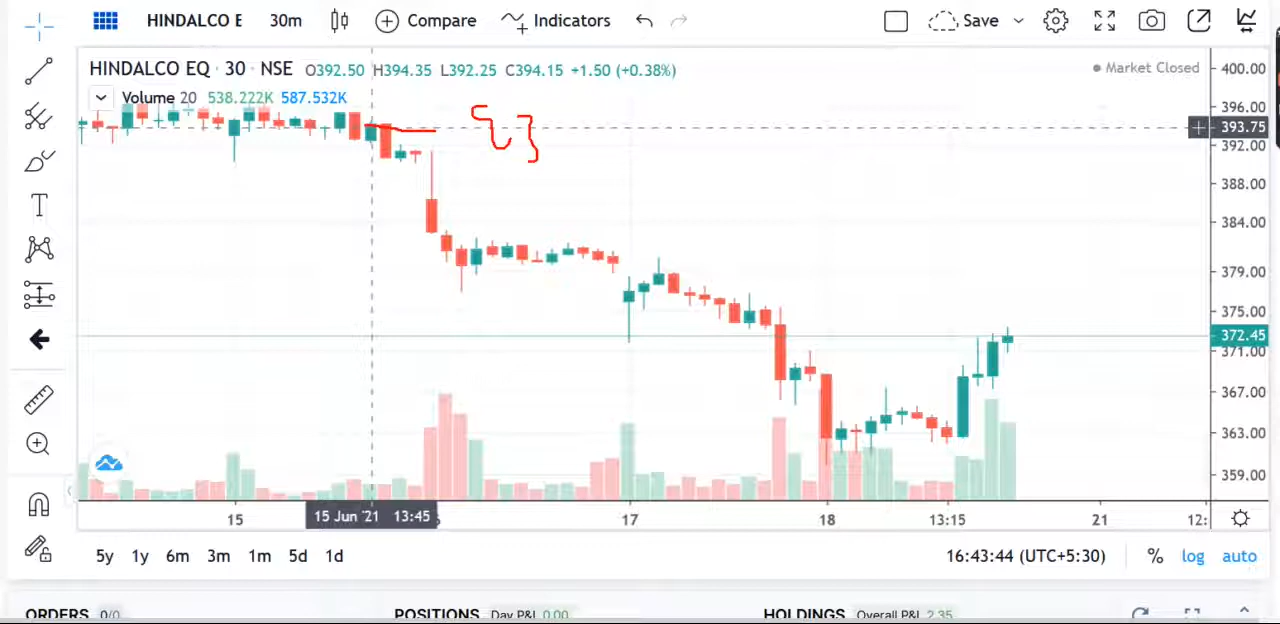 HINDALCO E 30m Compare Indicators Save
HINDALCO EQ · 30 · NSE O392.50 H394.35 L392.25 C394.15 +1.50 (+0.38%)
Market Closed
Volume 20 538.222K 587.532K
400.00
396.00
393.75
392.00
388.00
384.00
379.00
375.00
372.45
371.00
367.00
363.00
359.00
15 15 Jun '21 13:45 17 18 13:15 21 12:
5y 1y 6m 3m 1m 5d 1d 16:43:44 (UTC+5:30) % log auto
ORDERS 0/0 POSITIONS Day P&L 0.00 HOLDINGS Overall P&L 2.35